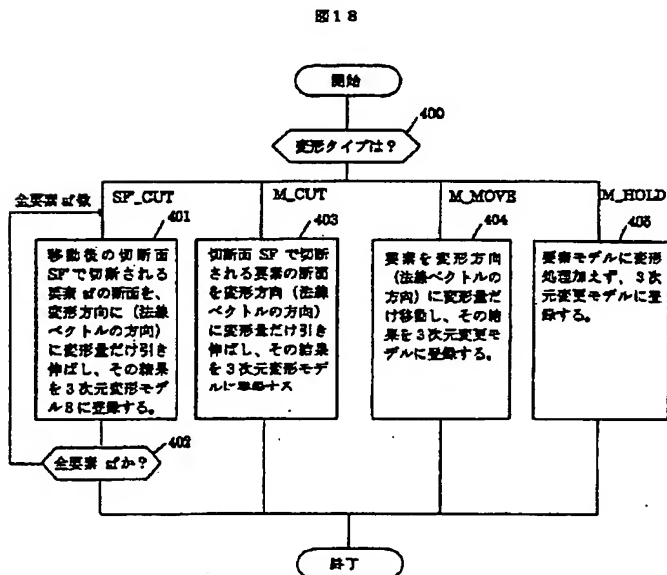 図18
開始
400
変形タイプは?
全要素 sf 数
SF_CUT
M_CUT
M_MOVE
M_HOLD
401
移動後の切断面
SFで切断される
要素 sf の断面を、
変形方向に(法線
ベクトルの方向)
に変形量だけ引き
伸ばし、その結果
を3次元変形モデ
ル8に登録する。
403
切断面 SF で切断
される要素の断面
を変形方向(法線
ベクトルの方向)
に変形量だけ引き
伸ばし、その結果
を3次元変形モデ
ルに登録する
404
要素を変形方向
(法線ベクトルの
方向)に変形量だ
け移動し、その結
果を3次元変更モ
デルに登録する。
405
要素モデルに変形
処理加えず、3次
元変更モデルに登
録する。
402
全要素 sf か?
終了